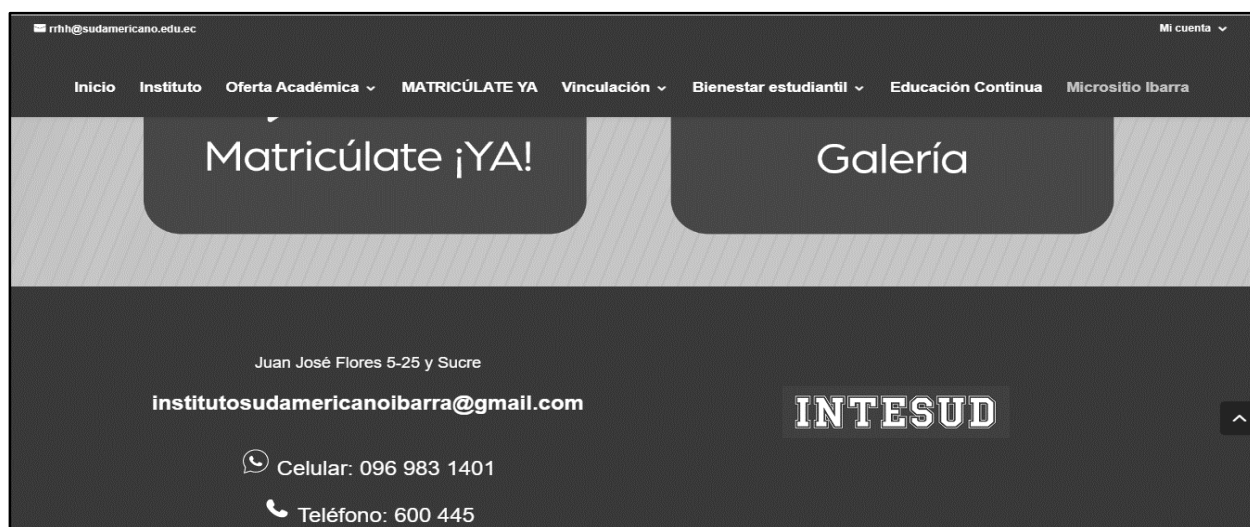 rrhh@sudamericano.edu.ec
Mi cuenta
Inicio Instituto Oferta Académica MATRICÚLATE YA Vinculación Bienestar estudiantil Educación Continua Micrositio Ibarra
Matricúlate ¡YA!
Galería
Juan José Flores 5-25 y Sucre
institutosudamericanoibarra@gmail.com
INTESUD
Celular: 096 983 1401
Teléfono: 600 445